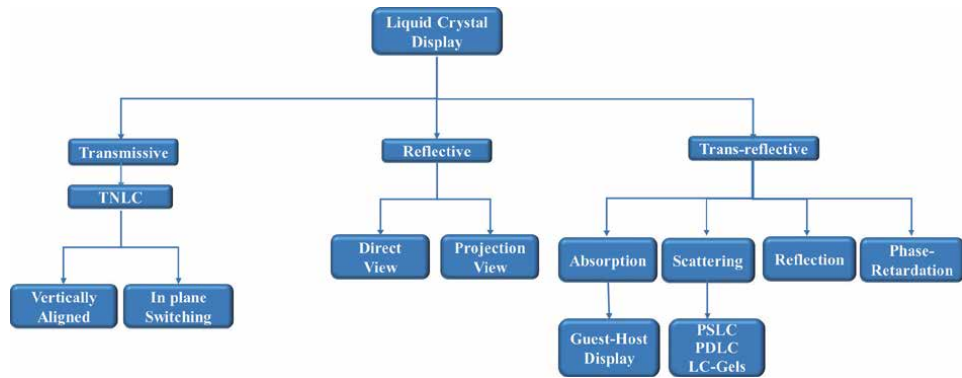 Liquid Crystal
Display
Transmissive
Reflective
Trans-reflective
TNLC
Direct
View
Projection
View
Absorption
Scattering
Reflection
Phase-
Retardation
Vertically
Aligned
In plane
Switching
Guest-Host
Display
PSLC
PDLC
LC-Gels